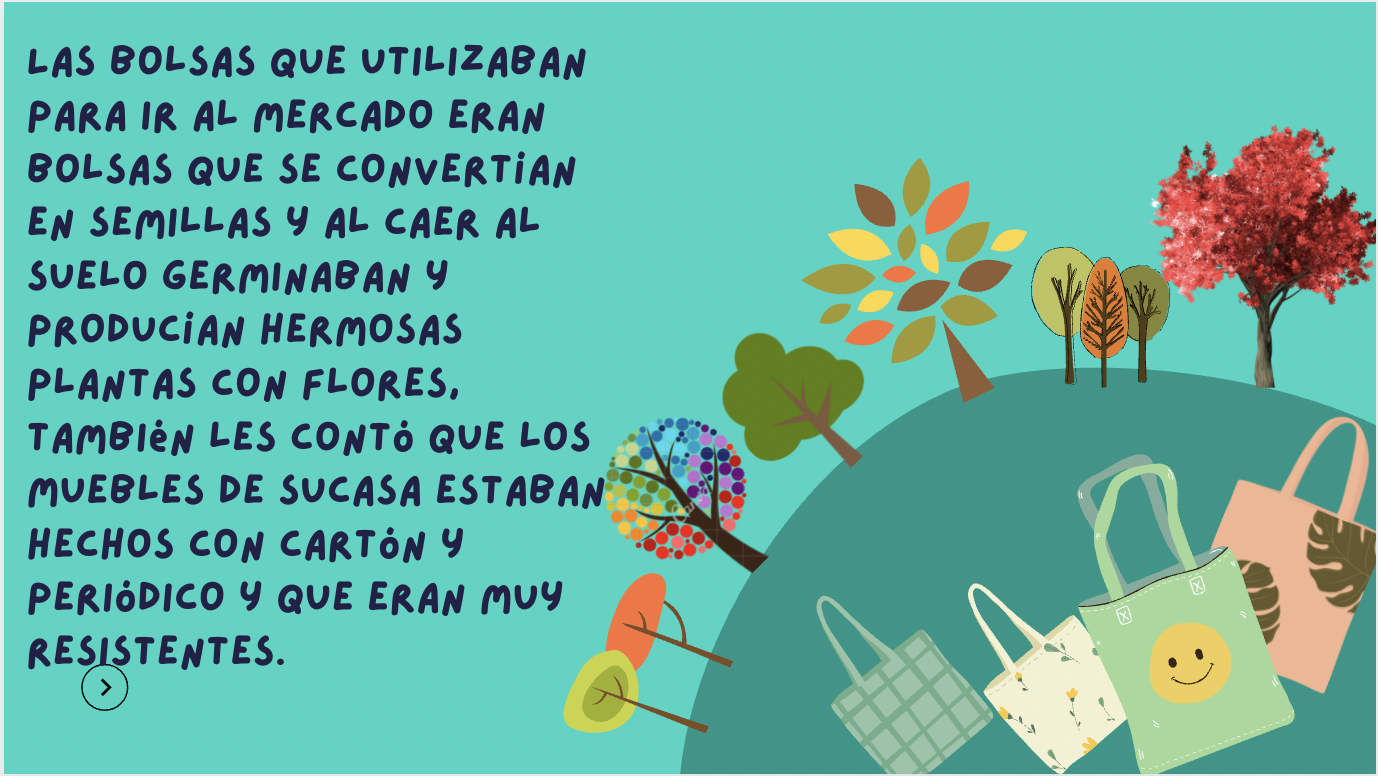 LAS BOLSAS QUE UTILIZABAN
PARA IR AL MERCADO ERAN
BOLSAS QUE SE CONVERTÍAN
EN SEMILLAS Y AL CAER AL
SUELO GERMINABAN Y
PRODUCÍAN HERMOSAS
PLANTAS CON FLORES,
TAMBIÉN LES CONTÓ QUE LOS
MUEBLES DE SUCASA ESTABAN
HECHOS CON CARTÓN Y
PERIÓDICO Y QUE ERAN MUY
RESISTENTES.